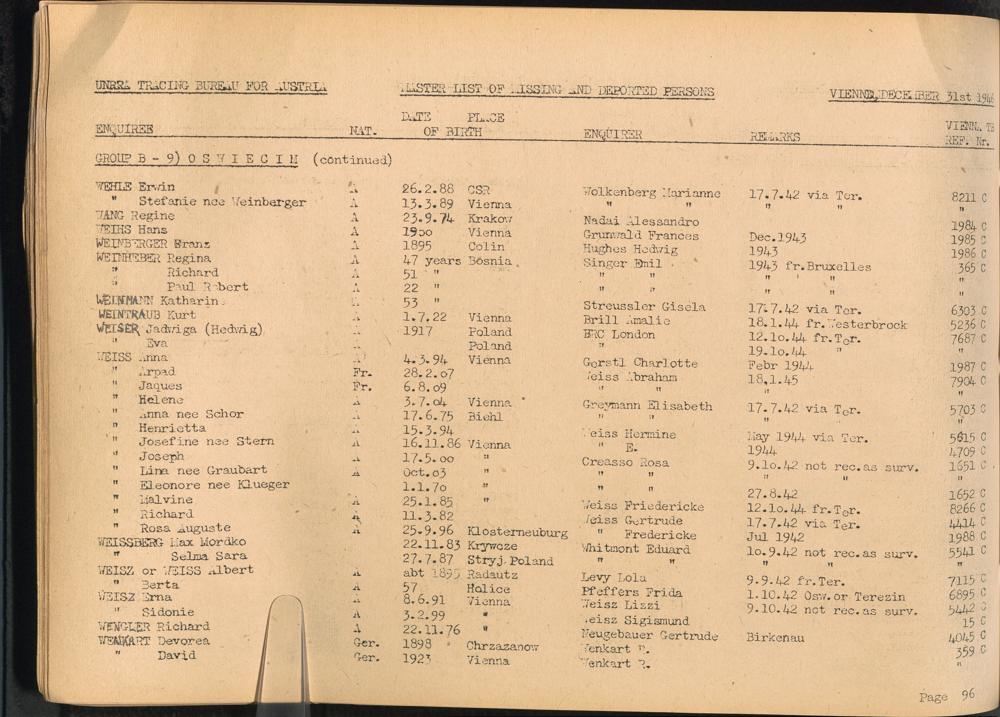 UNRRA TRACING BUREAU FOR AUSTRIA MASTER LIST OF MISSING AND DEPORTED PERSONS VIENNE, DECEMBER 31st 1946
DATE PLACE VIENN.
ENQUIREE NAT. OF BIRTH ENQUIRER REMARKS REF. Nr.
GROUP B - 9) O S W I E C I M (continued)
WEHLE Erwin A 26.2.88 CSR Wolkenberg Marianne 17.7.42 via Ter. 8211 C
" Stefanie nee Weinberger A 13.3.89 Vienna " " " " "
WANG Regine A 23.9.74 Krakow Nadai Alessandro 1984 C
WEIHS Hans A 1900 Vienna Grunwald Frances Dec.1943 1985 C
WEINBERGER Franz A 1895 Colin Hughes Hedwig 1943 1986 C
WEINHEBER Regina A 47 years Bosnia Singer Emil 1943 fr.Bruxelles 365 C
" Richard A 51 " " " " " "
" Paul Robert A 22 " " " " " "
WEINMANN Katharine A 53 " Streussler Gisela 17.7.42 via Ter. 6303 C
WEINTRAUB Kurt A 1.7.22 Vienna Brill Amalie 18.1.44 fr.Westerbrock 5236 C
WEISER Jadwiga (Hedwig) A 1917 Poland BRC London 12.10.44 fr.Ter. 7687 C
" Eva Poland " 19.10.44 " "
WEISS Anna A 4.3.94 Vienna Gerstl Charlotte Febr 1944 1987 C
" Arpad Fr. 28.2.07 Weiss Abraham 18.1.45 7904 C
" Jaques Fr. 6.8.09 " " " "
" Helene A 3.7.04 Vienna Greymann Elisabeth 17.7.42 via Ter. 5703 C
" Anna nee Schor A 17.6.75 Biehl " " " "
" Henrietta A 15.3.94 Weiss Hermine May 1944 via Ter. 5615 C
" Josefine nee Stern A 16.11.86 Vienna " E. 1944 4709 C
" Joseph A 17.5.00 " Creasso Rosa 9.10.42 not rec.as surv. 1651 C
" Lina nee Graubart A Oct.03 " " " " " "
" Eleonore nee Klueger 1.1.70 " " 27.8.42 1652 C
" Malvine A 25.1.85 " Weiss Friedericke 12.10.44 fr.Ter. 8266 C
" Richard A 11.3.82 Weiss Gertrude 17.7.42 via Ter. 4414 C
" Rosa Auguste A 25.9.96 Klosterneuburg " Fredericke Jul 1942 1988 C
WEISSBERG Max Mordko 22.11.83 Krywcze Whitmont Eduard 10.9.42 not rec.as surv. 5541 C
" Selma Sara 27.7.87 Stryj.Poland " " " " "
WEISZ or WEISS Albert A abt 1895 Radautz Levy Lola 9.9.42 fr.Ter. 7115 C
" Berta A 57 Holice Pfeffers Frida 1.10.42 Osw.or Terezin 6895 C
WEISZ Erna A 8.6.91 Vienna Weisz Lizzi 9.10.42 not rec.as surv. 5442 C
" Sidonie A 3.2.99 " Weisz Sigismund 15 C
WENGLER Richard A 22.11.76 " Neugebauer Gertrude Birkenau 4045 C
WENKART Devorea Ger. 1898 Chrzazanow Wenkart 359 C
" David Ger. 1923 Vienna Wenkart R. "
Page 96